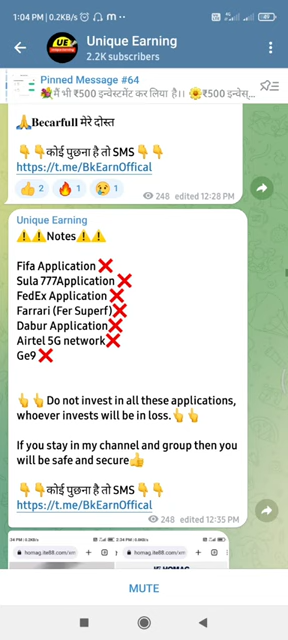 1:04 PM | 0.2KB/s
Unique Earning
2.2K subscribers
Pinned Message #64
मैं भी ₹500 इन्वेस्टमेंट कर लिया है।। 🌻₹500 इन्वेस्...
🙏Becarfull मेरे दोस्त
👇👇कोई पुछना है तो SMS👇👇
https://t.me/BkEarnOffical
👍 2 🔥 1 😢 1
248 edited 12:28 PM
Unique Earning
⚠️⚠️Notes⚠️⚠️
Fifa Application ❌
Sula 777Application ❌
FedEx Application ❌
Farrari (Fer Superf)❌
Dabur Application❌
Airtel 5G network❌
Ge9 ❌
👆👆Do not invest in all these applications,
whoever invests will be in loss.👆👆
If you stay in my channel and group then you
will be safe and secure👍
👇👇कोई पुछना है तो SMS👇👇
https://t.me/BkEarnOffical
248 edited 12:35 PM
MUTE